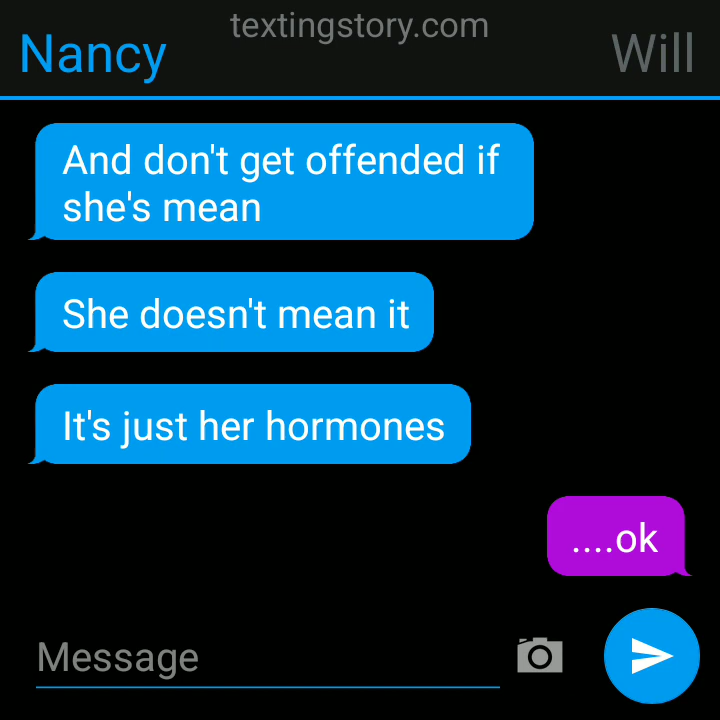 textingstory.com
Nancy
Will
And don't get offended if
she's mean
She doesn't mean it
It's just her hormones
....ok
Message